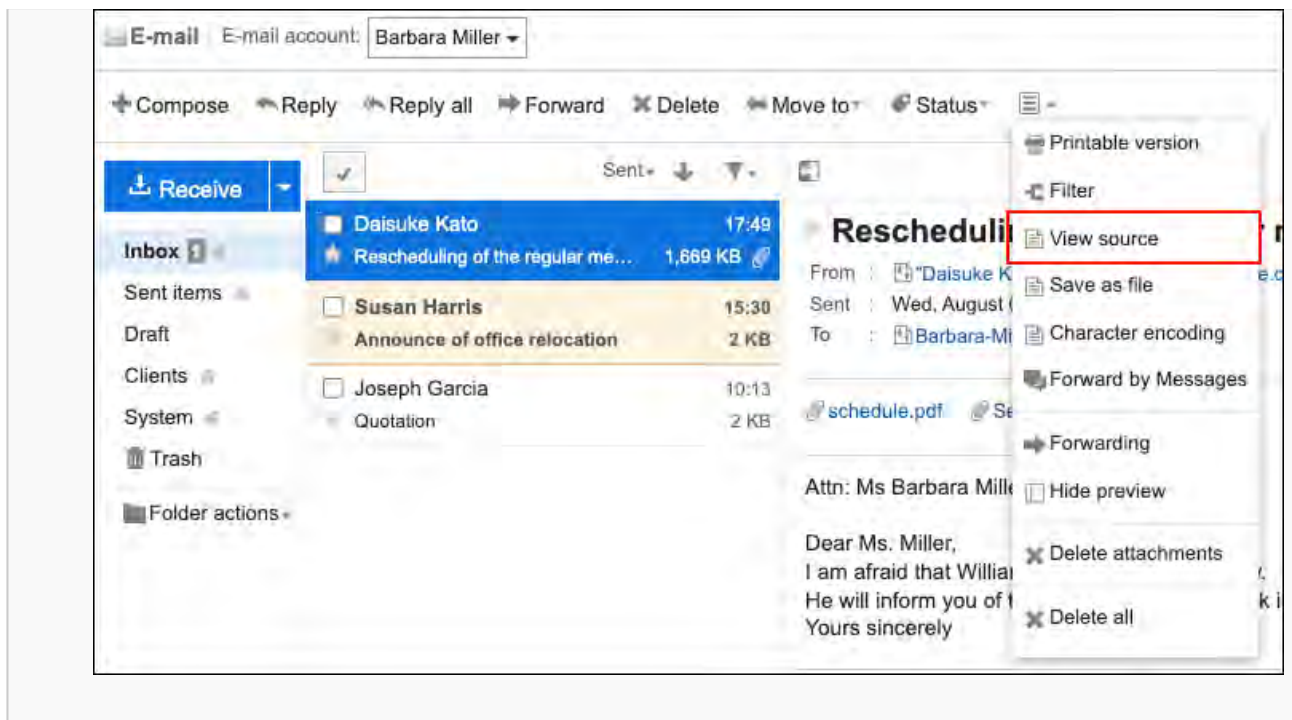 E-mail E-mail account: Barbara Miller
Compose Reply Reply all Forward Delete Move to Status
Receive
Inbox
Sent items
Draft
Clients
System
Trash
Folder actions
Sent
Daisuke Kato 17:49
Rescheduling of the regular me... 1,669 KB
Susan Harris 15:30
Announce of office relocation 2 KB
Joseph Garcia 10:13
Quotation 2 KB
Rescheduli
From : "Daisuke K
Sent : Wed, August
To : Barbara-Mi
schedule.pdf Se
Attn: Ms Barbara Mille
Dear Ms. Miller,
I am afraid that Willia
He will inform you of t
Yours sincerely
Printable version
Filter
View source
Save as file
Character encoding
Forward by Messages
Forwarding
Hide preview
Delete attachments
Delete all